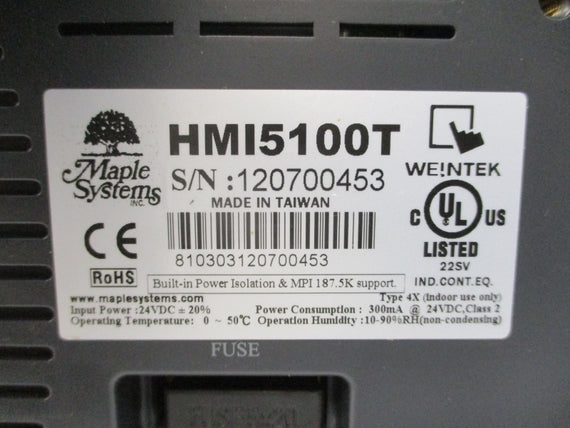 HMI5100T
Maple
Systems
INC.
S/N :120700453
WE!NTEK
MADE IN TAIWAN
C UL US
LISTED
22SV
IND.CONT.EQ.
CE
810303120700453
RoHS
Built-in Power Isolation & MPI 187.5K support.
www.maplesystems.com
Type 4X (indoor use only)
Input Power :24VDC ± 20%
Power Consumption : 300mA @ 24VDC,Class 2
Operating Temperature: 0 ~ 50℃
Operation Humidity :10-90%RH(non-condensing)
FUSE